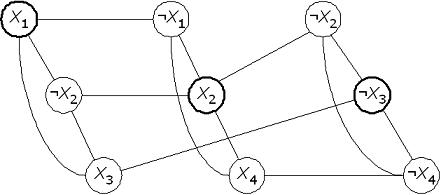 X₁ ¬X₁ ¬X₂
¬X₂ X₂ ¬X₃
X₃ X₄ ¬X₄